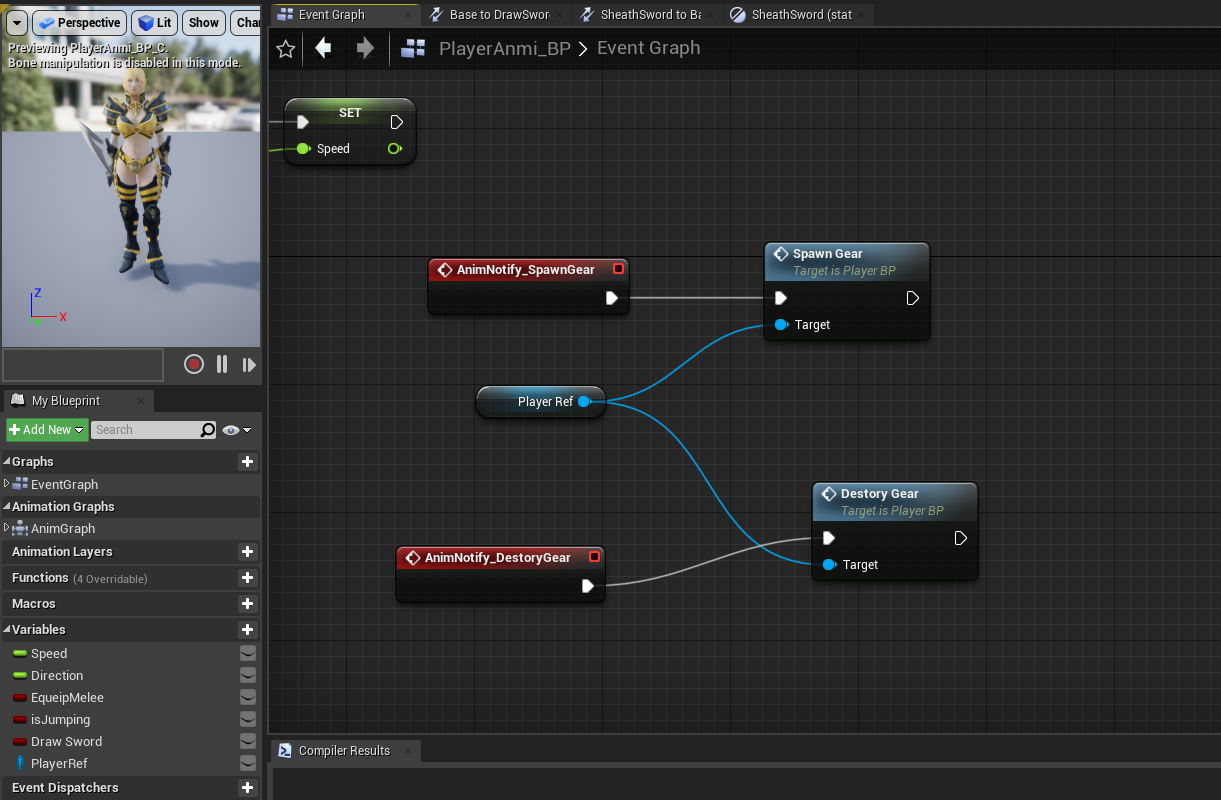 Perspective
Lit
Show
Char
Previewing PlayerAnmi_BP_C.
Bone manipulation is disabled in this mode.
Z
X
Y
My Blueprint
Add New
Search
Graphs
EventGraph
Animation Graphs
AnimGraph
Animation Layers
Functions (4 Overridable)
Macros
Variables
Speed
Direction
EqueipMelee
isJumping
Draw Sword
PlayerRef
Event Dispatchers
Event Graph
Base to DrawSwor
SheathSword to Ba
SheathSword (stat
PlayerAnmi_BP > Event Graph
SET
Speed
AnimNotify_SpawnGear
Spawn Gear
Target is Player BP
Target
Player Ref
Destory Gear
Target is Player BP
Target
AnimNotify_DestoryGear
Compiler Results